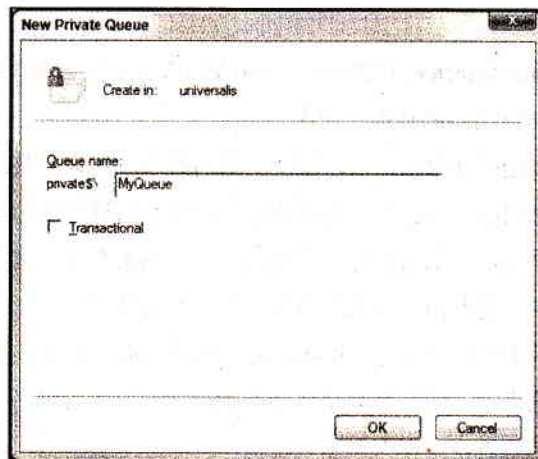 New Private Queue
Create in: universalis
Queue name:
private$\ MyQueue
Transactional
OK Cancel